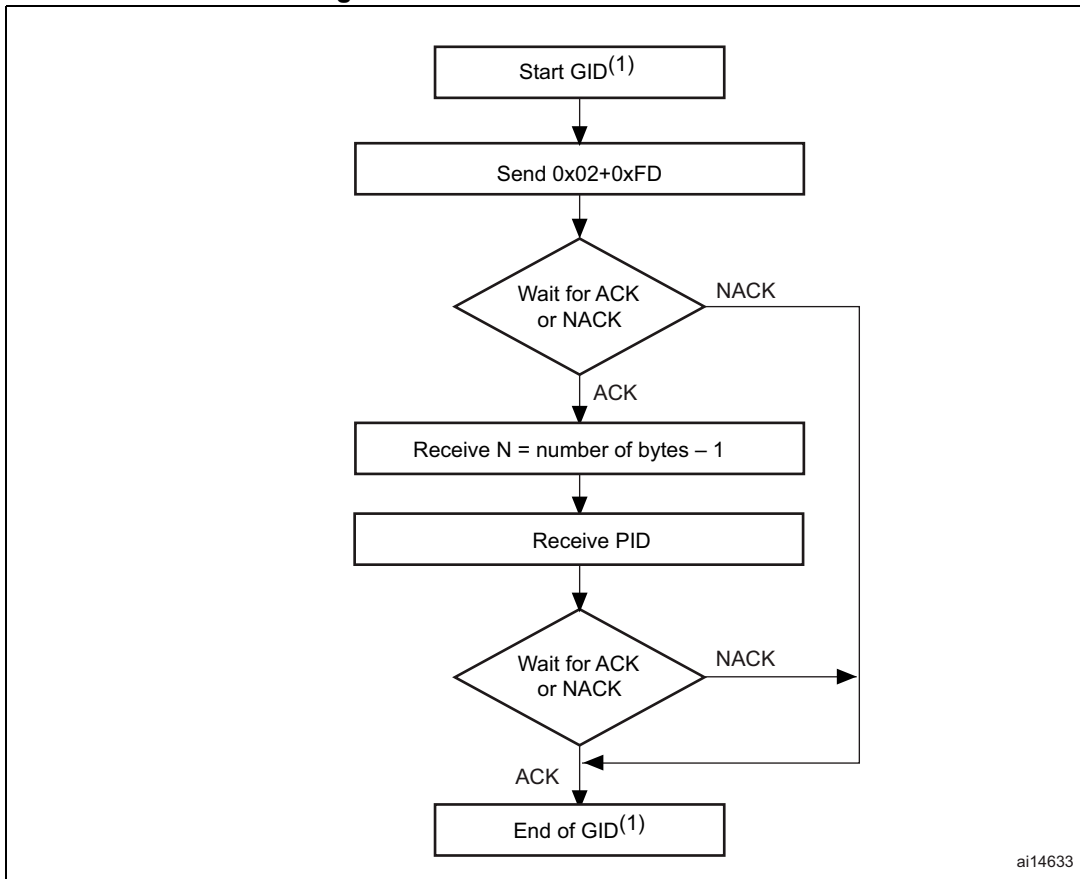 Start GID(1)
Send 0x02+0xFD
Wait for ACK
or NACK
NACK
ACK
Receive N = number of bytes – 1
Receive PID
Wait for ACK
or NACK
NACK
ACK
End of GID(1)
ai14633